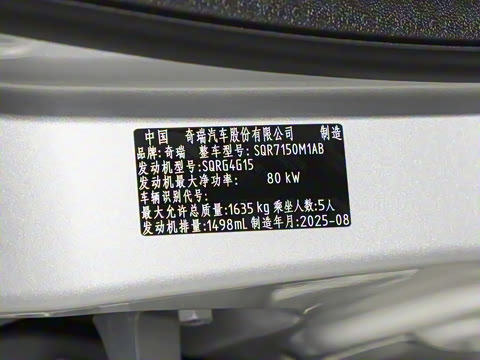 中国 奇瑞汽车股份有限公司 制造
品牌: 奇瑞 整车型号: SQR7150M1AB
发动机型号: SQRG4G15
发动机最大净功率: 80 kW
车辆识别代号:
最大允许总质量: 1635 kg 乘坐人数: 5人
发动机排量: 1498mL 制造年月: 2025-08